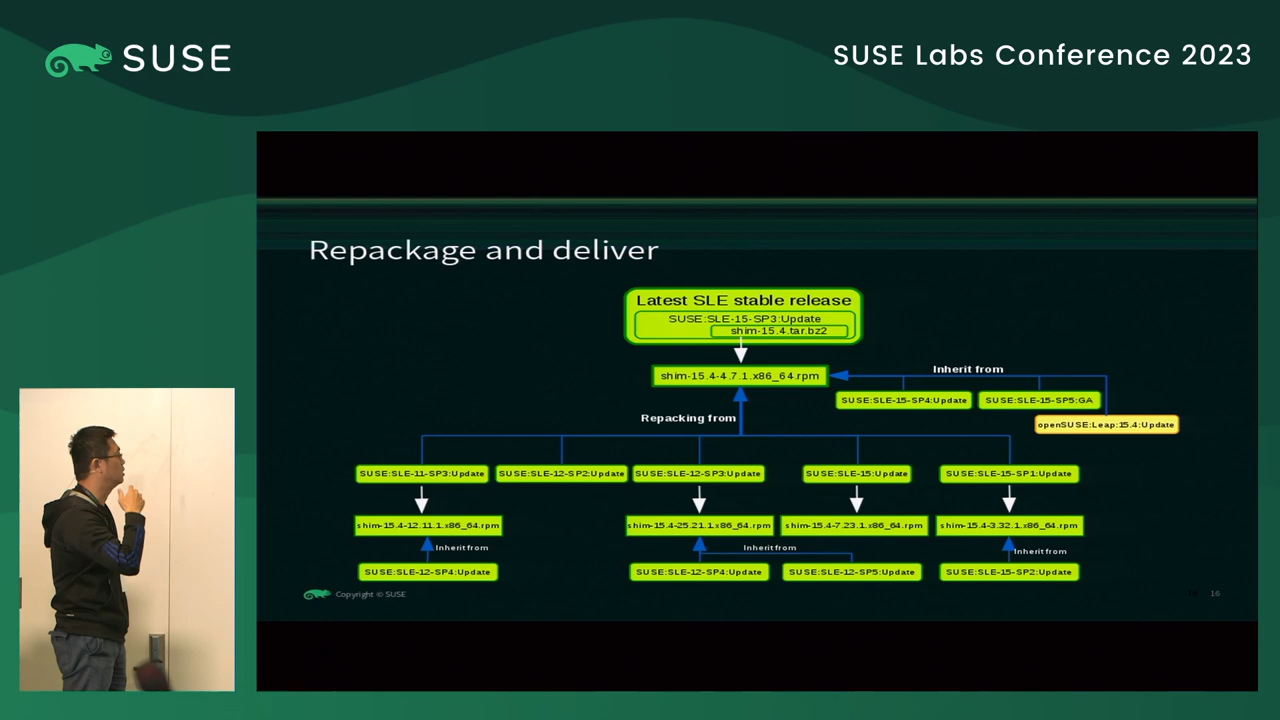 SUSE
SUSE Labs Conference 2023
Repackage and deliver
Latest SLE stable release
SUSE:SLE-15-SP3:Update
shim-15.4.tar.bz2
shim-15.4-4.7.1.x86_64.rpm
Inherit from
SUSE:SLE-15-SP4:Update
SUSE:SLE-15-SP5:GA
openSUSE:Leap:15.4:Update
Repacking from
SUSE:SLE-11-SP3:Update
SUSE:SLE-12-SP2:Update
SUSE:SLE-12-SP3:Update
SUSE:SLE-15:Update
SUSE:SLE-15-SP1:Update
shim-15.4-12.11.1.x86_64.rpm
shim-15.4-25.21.1.x86_64.rpm
shim-15.4-7.23.1.x86_64.rpm
shim-15.4-3.32.1.x86_64.rpm
Inherit from
Inherit from
Inherit from
SUSE:SLE-12-SP4:Update
SUSE:SLE-12-SP4:Update
SUSE:SLE-12-SP5:Update
SUSE:SLE-15-SP2:Update
Copyright © SUSE
16